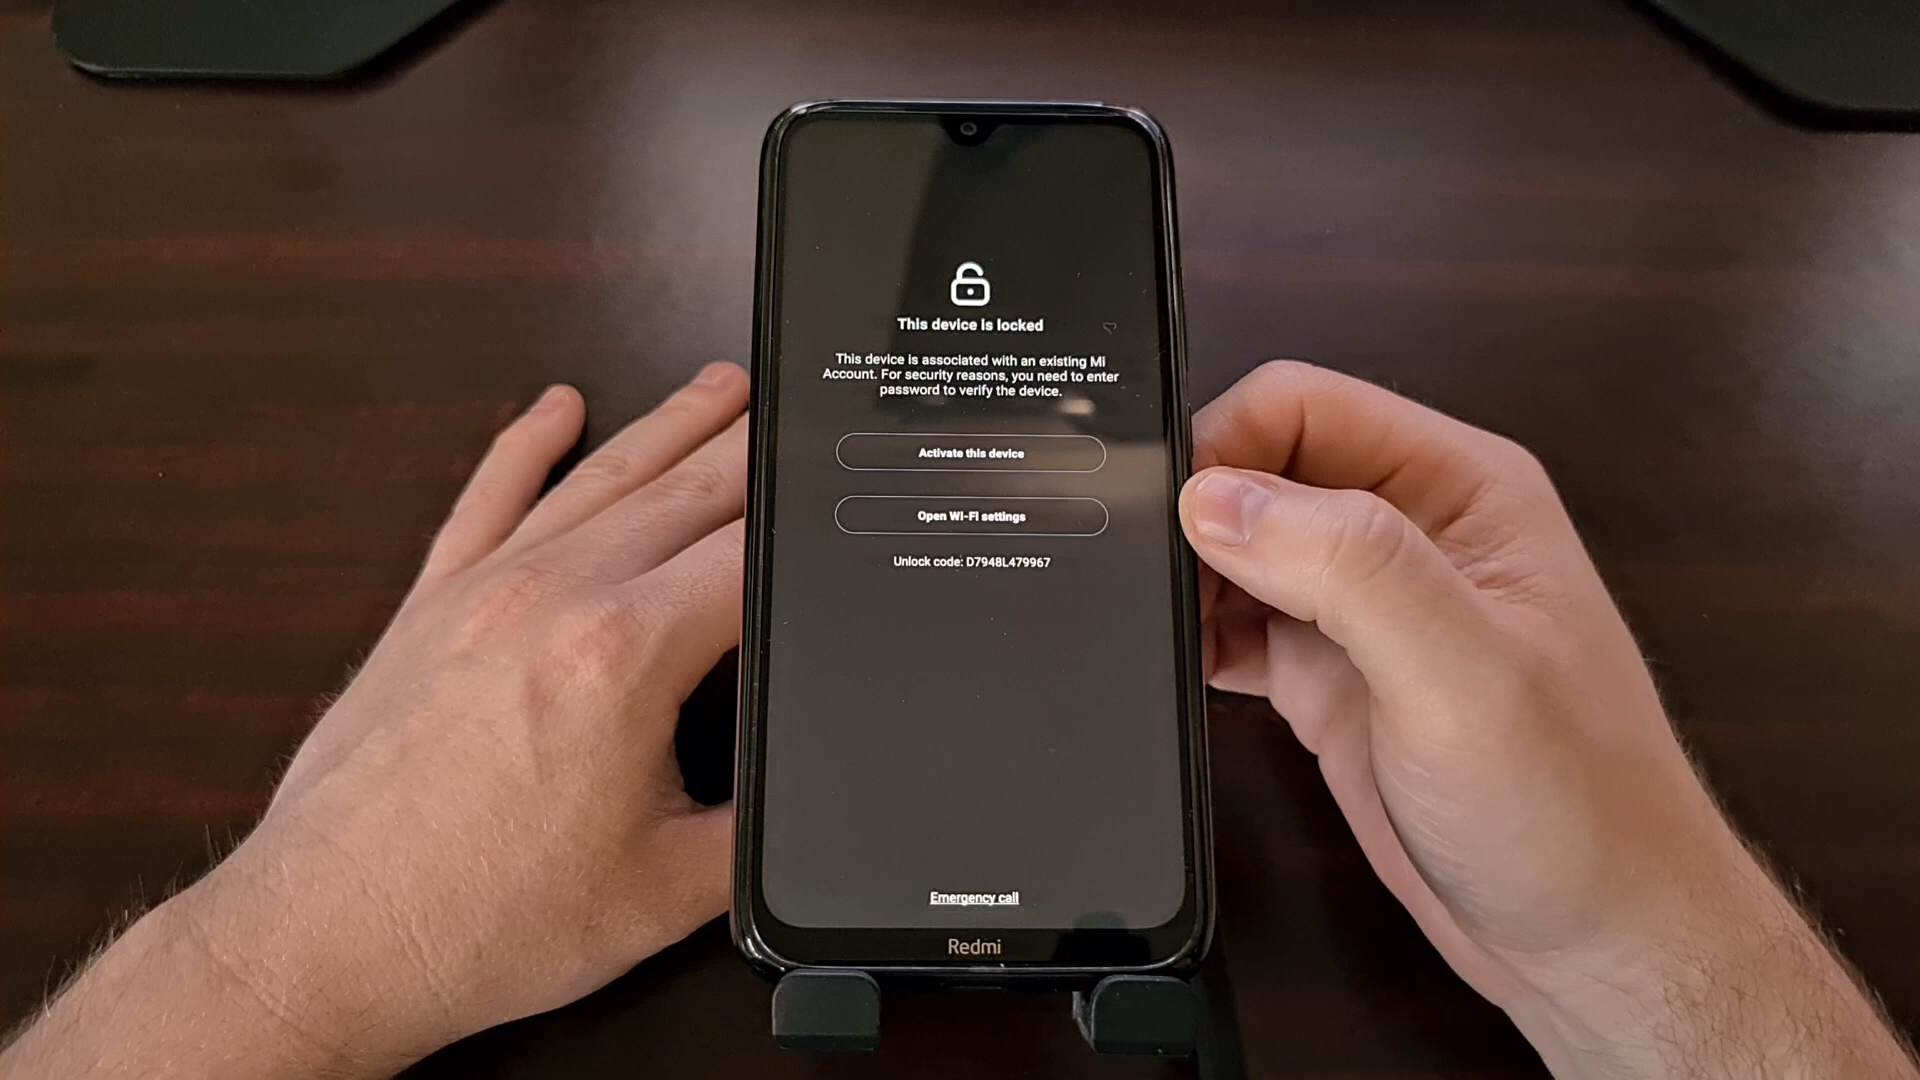 This device is locked
This device is associated with an existing Mi
Account. For security reasons, you need to enter
password to verify the device.
Activate this device
Open Wi-Fi settings
Unlock code: D7948L479967
Emergency call
Redmi